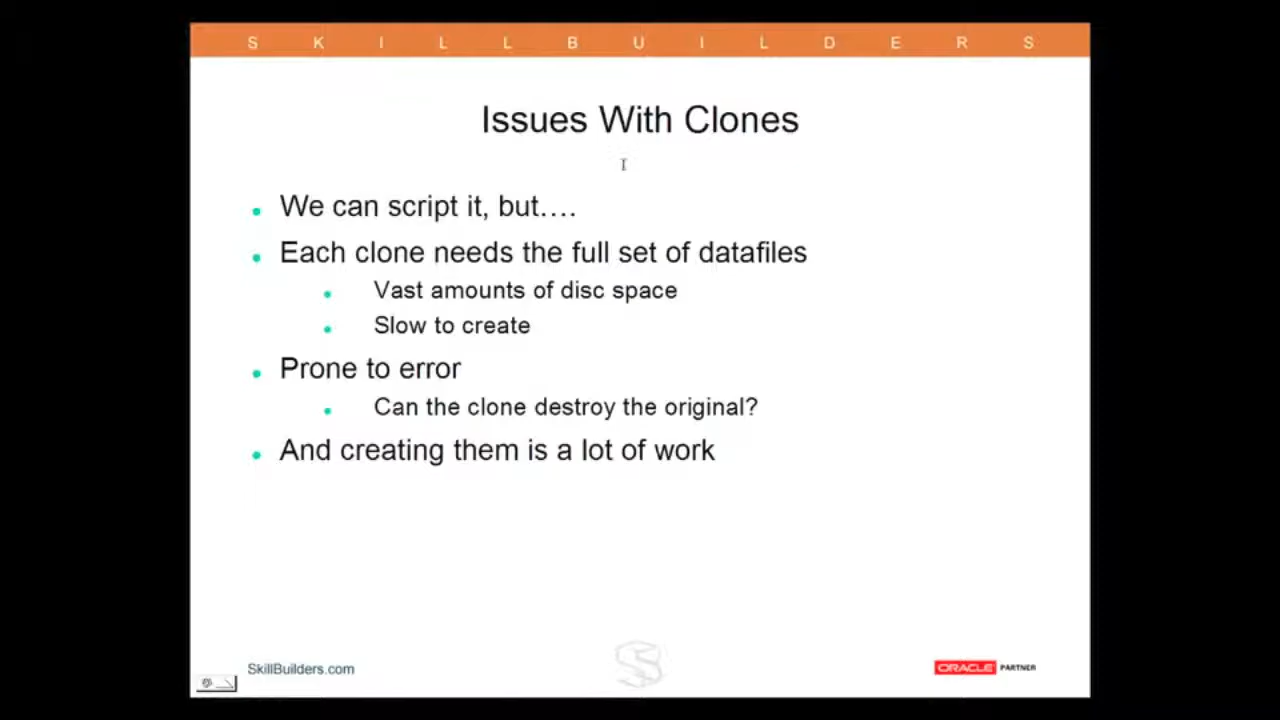 SKILLBUILDERS
Issues With Clones
We can script it, but….
Each clone needs the full set of datafiles
Vast amounts of disc space
Slow to create
Prone to error
Can the clone destroy the original?
And creating them is a lot of work
SkillBuilders.com
ORACLE PARTNER